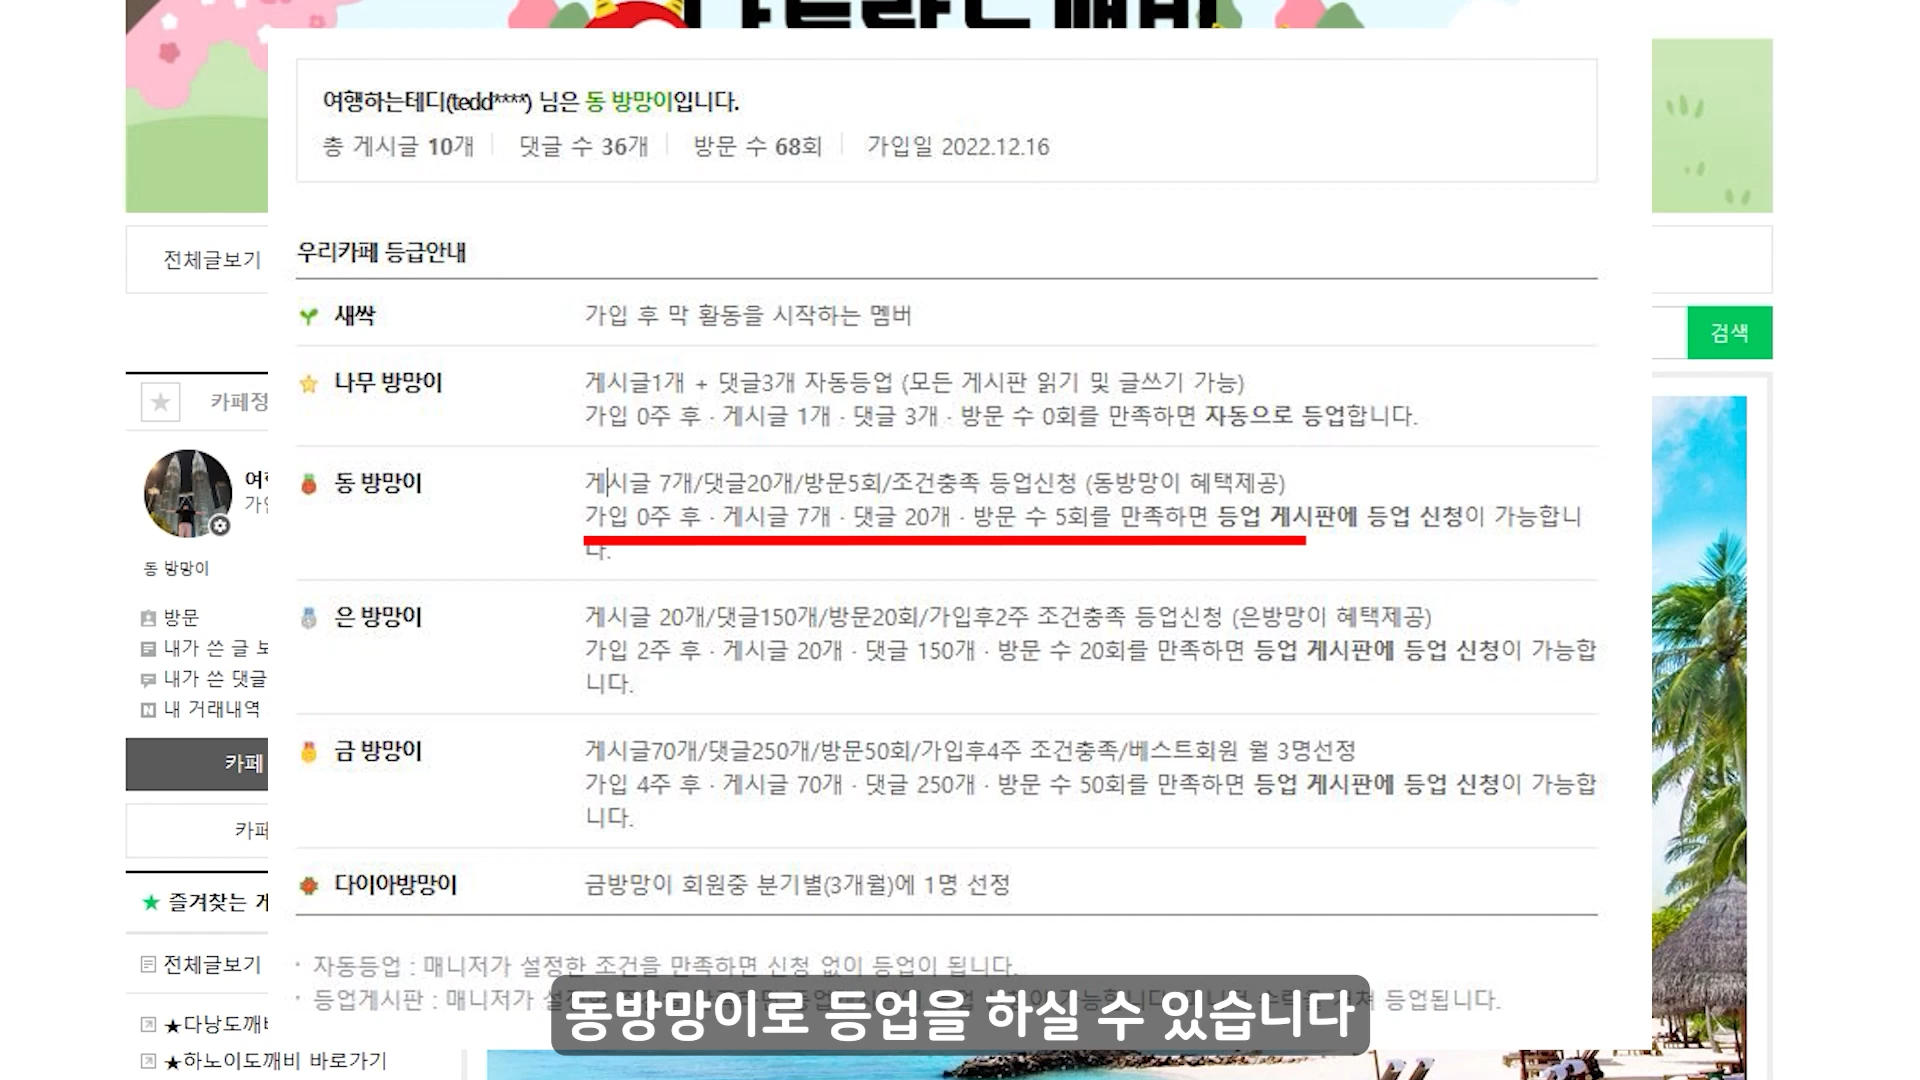 여행하는테디(tedd****) 님은 동 방망이입니다.
총 게시글 10개 댓글 수 36개 방문 수 68회 가입일 2022.12.16
전체글보기
우리카페 등급안내
새싹 가입 후 막 활동을 시작하는 멤버
검색
나무 방망이 게시글1개 + 댓글3개 자동등업 (모든 게시판 읽기 및 글쓰기 가능)
가입 0주 후 · 게시글 1개 · 댓글 3개 · 방문 수 0회를 만족하면 자동으로 등업합니다.
카페정
동 방망이 게시글 7개/댓글20개/방문5회/조건충족 등업신청 (동방망이 혜택제공)
가입 0주 후 · 게시글 7개 · 댓글 20개 · 방문 수 5회를 만족하면 등업 게시판에 등업 신청이 가능합니
다.
동 방망이
은 방망이 게시글 20개/댓글150개/방문20회/가입후2주 조건충족 등업신청 (은방망이 혜택제공)
가입 2주 후 · 게시글 20개 · 댓글 150개 · 방문 수 20회를 만족하면 등업 게시판에 등업 신청이 가능합
니다.
방문
내가 쓴 글 보
내가 쓴 댓글
내 거래내역
금 방망이 게시글70개/댓글250개/방문50회/가입후4주 조건충족/베스트회원 월 3명선정
가입 4주 후 · 게시글 70개 · 댓글 250개 · 방문 수 50회를 만족하면 등업 게시판에 등업 신청이 가능합
니다.
카페
카페
다이아방망이 금방망이 회원중 분기별(3개월)에 1명 선정
★ 즐겨찾는 게
전체글보기
· 자동등업 : 매니저가 설정한 조건을 만족하면 신청 없이 등업이 됩니다.
· 등업게시판 : 매니저가 등업됩니다.
★다낭도깨비
★하노이도깨비 바로가기
동방망이로 등업을 하실 수 있습니다